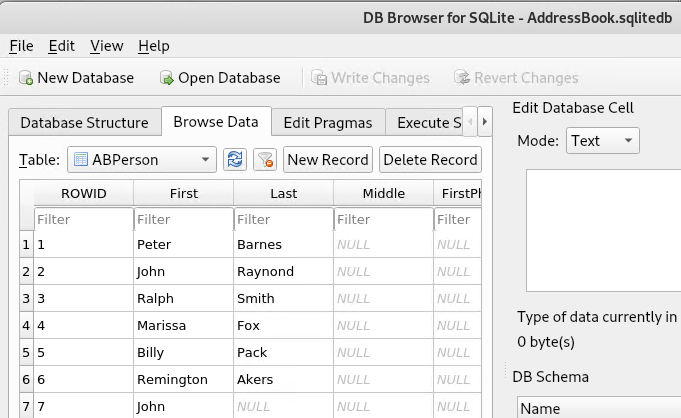 DB Browser for SQLite - AddressBook.sqlitedb
File Edit View Help
New Database Open Database Write Changes Revert Changes
Database Structure Browse Data Edit Pragmas Execute S
Table: ABPerson New Record Delete Record
ROWID First Last Middle FirstPh
Filter Filter Filter Filter Filter
1 1 Peter Barnes NULL NULL
2 2 John Raynond NULL NULL
3 3 Ralph Smith NULL NULL
4 4 Marissa Fox NULL NULL
5 5 Billy Pack NULL NULL
6 6 Remington Akers NULL NULL
7 7 John NULL NULL NULL
Edit Database Cell
Mode: Text
Type of data currently in
0 byte(s)
DB Schema
Name